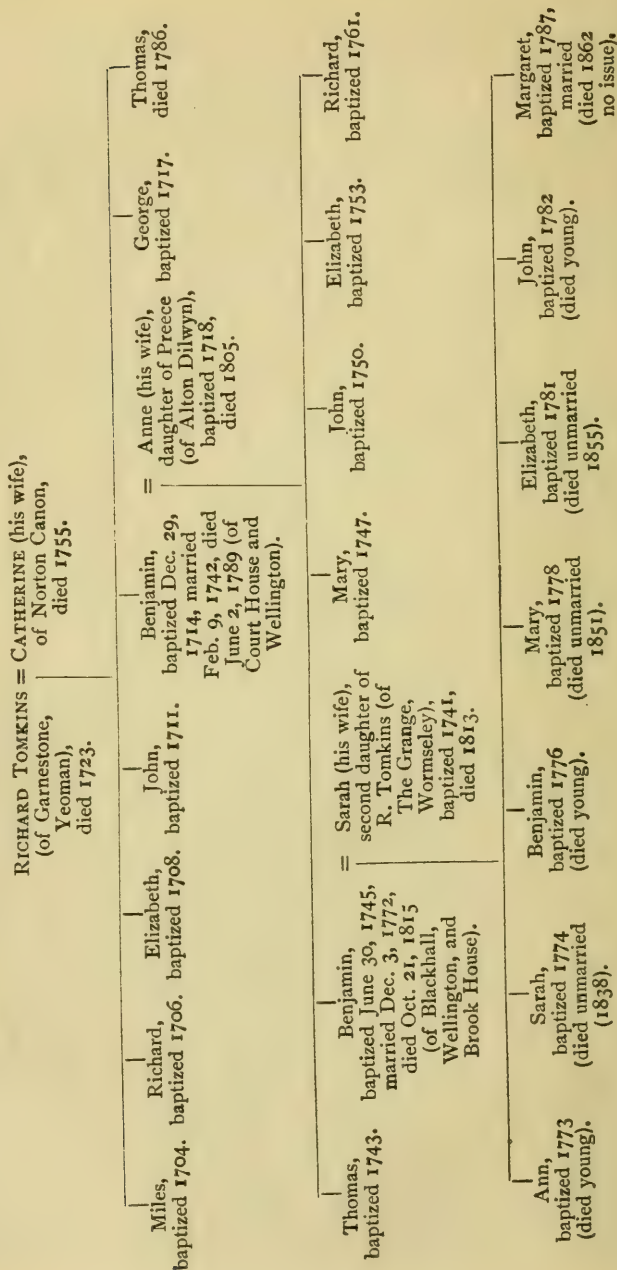 RICHARD TOMKINS = CATHERINE (his wife),
(of Garnestone,
Yeoman),
died 1723.
of Norton Canon,
died 1755.
Miles,
baptized 1704.
Richard,
baptized 1706.
Elizabeth,
baptized 1708.
John,
baptized 1711.
Benjamin,
baptized Dec. 29,
1714, married
Feb. 9, 1742, died
June 2, 1789 (of
Court House and
Wellington).
=
Anne (his wife),
daughter of Preece
(of Alton Dilwyn),
baptized 1718,
died 1805.
George,
baptized 1717.
Thomas,
died 1786.
Thomas,
baptized 1743.
Benjamin,
baptized June 30, 1745,
married Dec. 3, 1772,
died Oct. 21, 1815
(of Blackhall,
Wellington, and
Brook House).
=
Sarah (his wife),
second daughter of
R. Tomkins (of
The Grange,
Wormseley),
baptized 1741,
died 1813.
Mary,
baptized 1747.
John,
baptized 1750.
Elizabeth,
baptized 1753.
Richard,
baptized 1761.
Ann,
baptized 1773
(died young).
Sarah,
baptized 1774
(died unmarried
(1838).
Benjamin,
baptized 1776
(died young).
Mary,
baptized 1778
(died unmarried
1851).
Elizabeth,
baptized 1781
(died unmarried
1855).
John,
baptized 1782
(died young).
Margaret,
baptized 1787,
married
(died 1862
no issue).